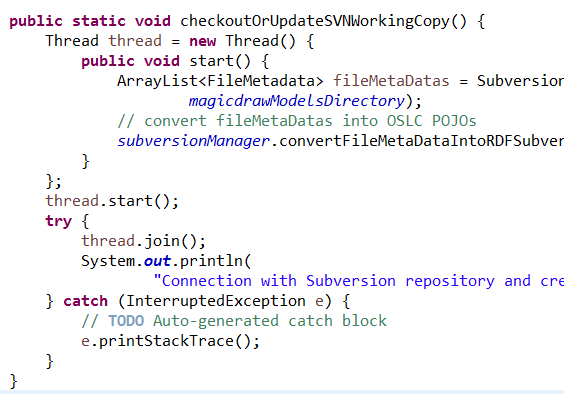 public static void checkoutOrUpdateSVNWorkingCopy() {
    Thread thread = new Thread() {
        public void start() {
            ArrayList<FileMetadata> fileMetaDatas = Subversion
                    magicdrawModelsDirectory);
            // convert fileMetaDatas into OSLC POJOs
            subversionManager.convertFileMetaDataIntoRDFSubver
        }
    };
    thread.start();
    try {
        thread.join();
        System.out.println(
                "Connection with Subversion repository and cre
    } catch (InterruptedException e) {
        // TODO Auto-generated catch block
        e.printStackTrace();
    }
}